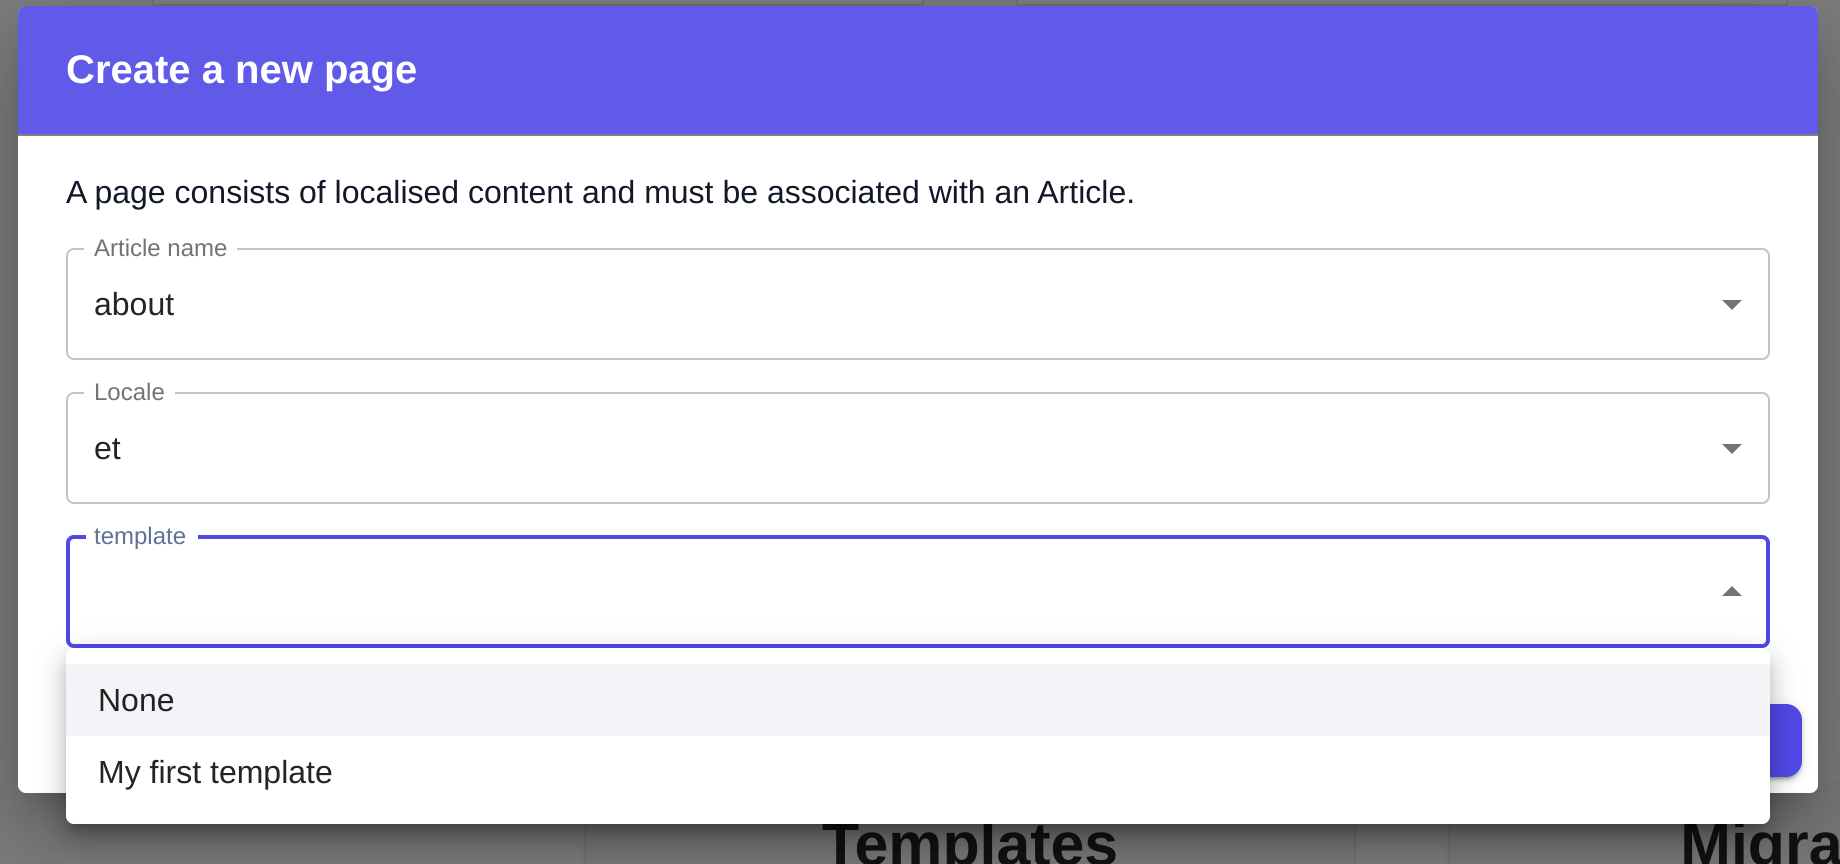 Create a new page
A page consists of localised content and must be associated with an Article.
Article name
about
Locale
et
template
None
My first template
Templates